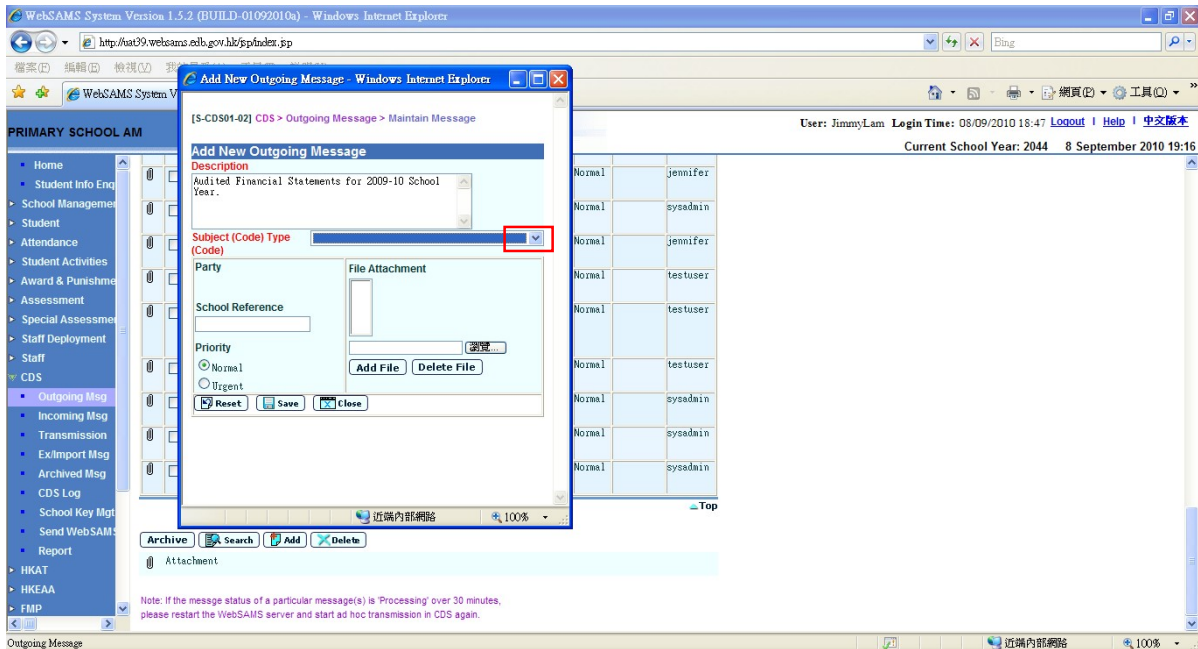 WebSAMS System Version 1.5.2 (BUILD-01092010a) - Windows Internet Explorer
http://uat39.websams.edb.gov.hk/jsp/index.jsp
Bing
檔案(F) 編輯(E) 檢視(V)
WebSAMS System V
網頁(P) 工具(O)
PRIMARY SCHOOL AM
User: JimmyLam Login Time: 08/09/2010 18:47 Logout | Help | 中文版本
Current School Year: 2044 8 September 2010 19:16
Home
Student Info Enq
School Managemen
Student
Attendance
Student Activities
Award & Punishme
Assessment
Special Assessmen
Staff Deployment
Staff
CDS
Outgoing Msg
Incoming Msg
Transmission
Ex/Import Msg
Archived Msg
CDS Log
School Key Mgt
Send WebSAMS
Report
HKAT
HKEAA
FMP
Add New Outgoing Message - Windows Internet Explorer
[S-CDS01-02] CDS > Outgoing Message > Maintain Message
Add New Outgoing Message
Description
Audited Financial Statements for 2009-10 School
Year.
Subject (Code) Type
(Code)
Party
File Attachment
School Reference
Priority
瀏覽...
Normal
Add File Delete File
Urgent
Reset Save Close
近端內部網路 100%
Normal jennifer
Normal sysadmin
Normal jennifer
Normal testuser
Normal testuser
Normal testuser
Normal sysadmin
Normal sysadmin
Normal sysadmin
Top
Archive Search Add Delete
Attachment
Note: If the messge status of a particular message(s) is 'Processing' over 30 minutes,
please restart the WebSAMS server and start ad hoc transmission in CDS again.
Outgoing Message
近端內部網路 100%